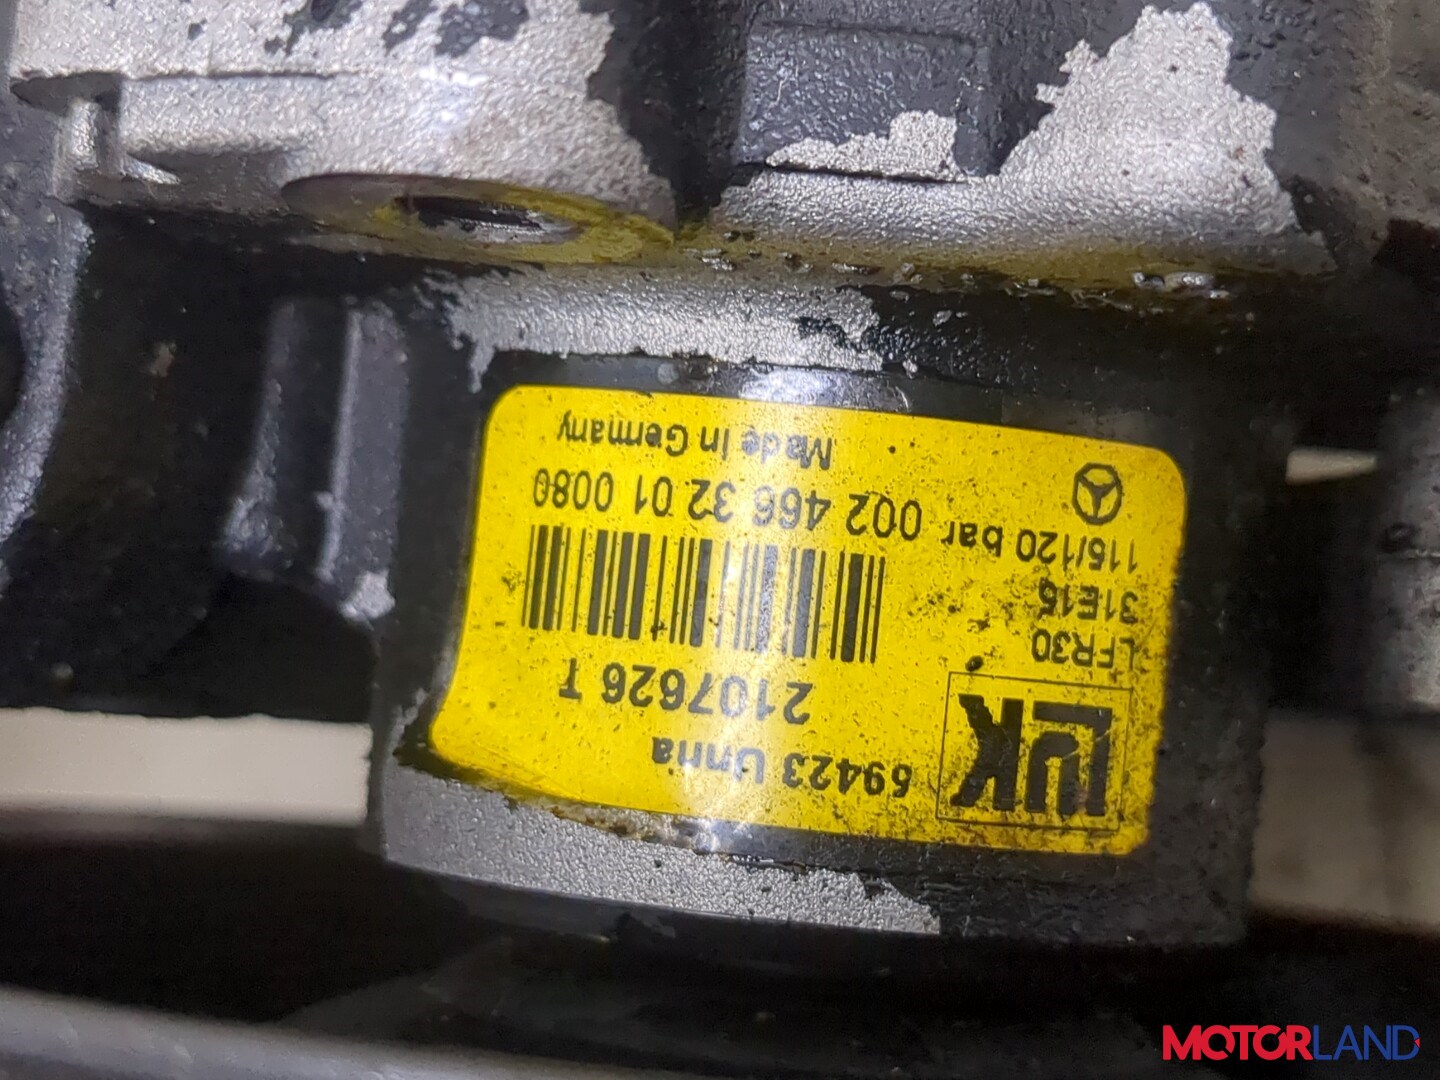 LUK
59423 Unna
2107626 T
LFR30
31E15
115/120 bar 002 466 32 01 0080
Made In Germany
MOTORLAND